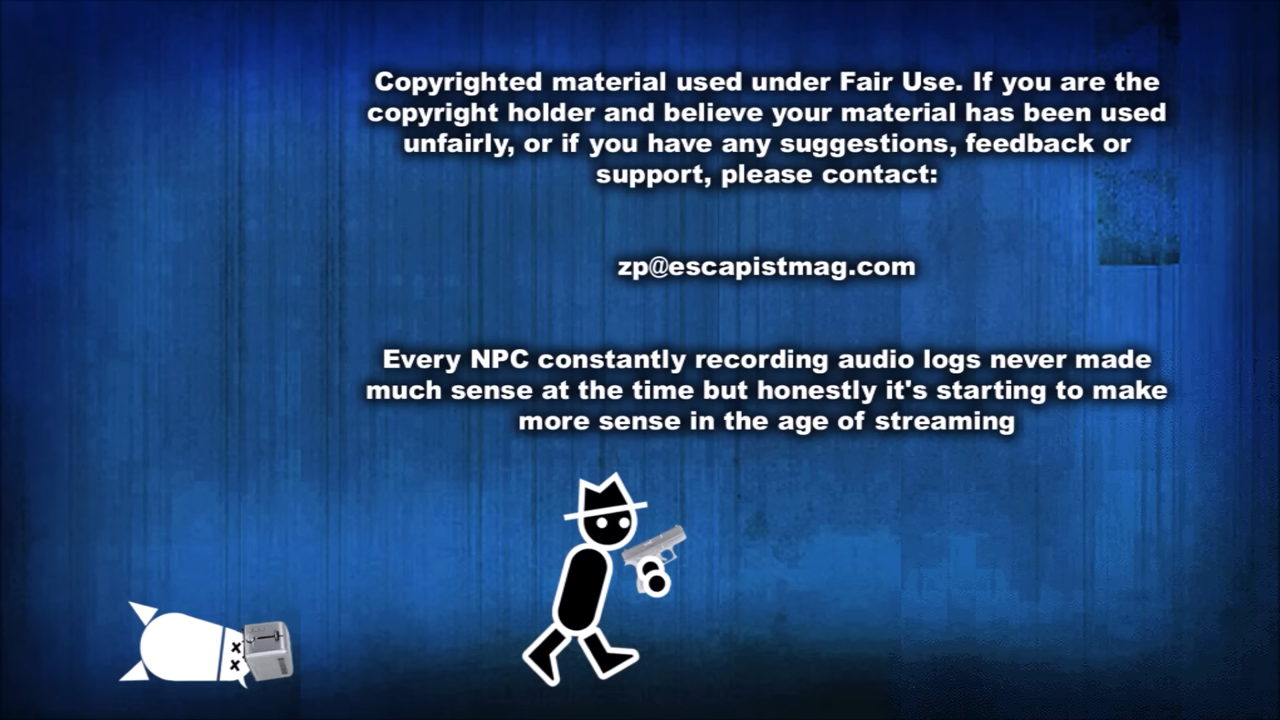 Copyrighted material used under Fair Use. If you are the
copyright holder and believe your material has been used
unfairly, or if you have any suggestions, feedback or
support, please contact:
zp@escapistmag.com
Every NPC constantly recording audio logs never made
much sense at the time but honestly it's starting to make
more sense in the age of streaming